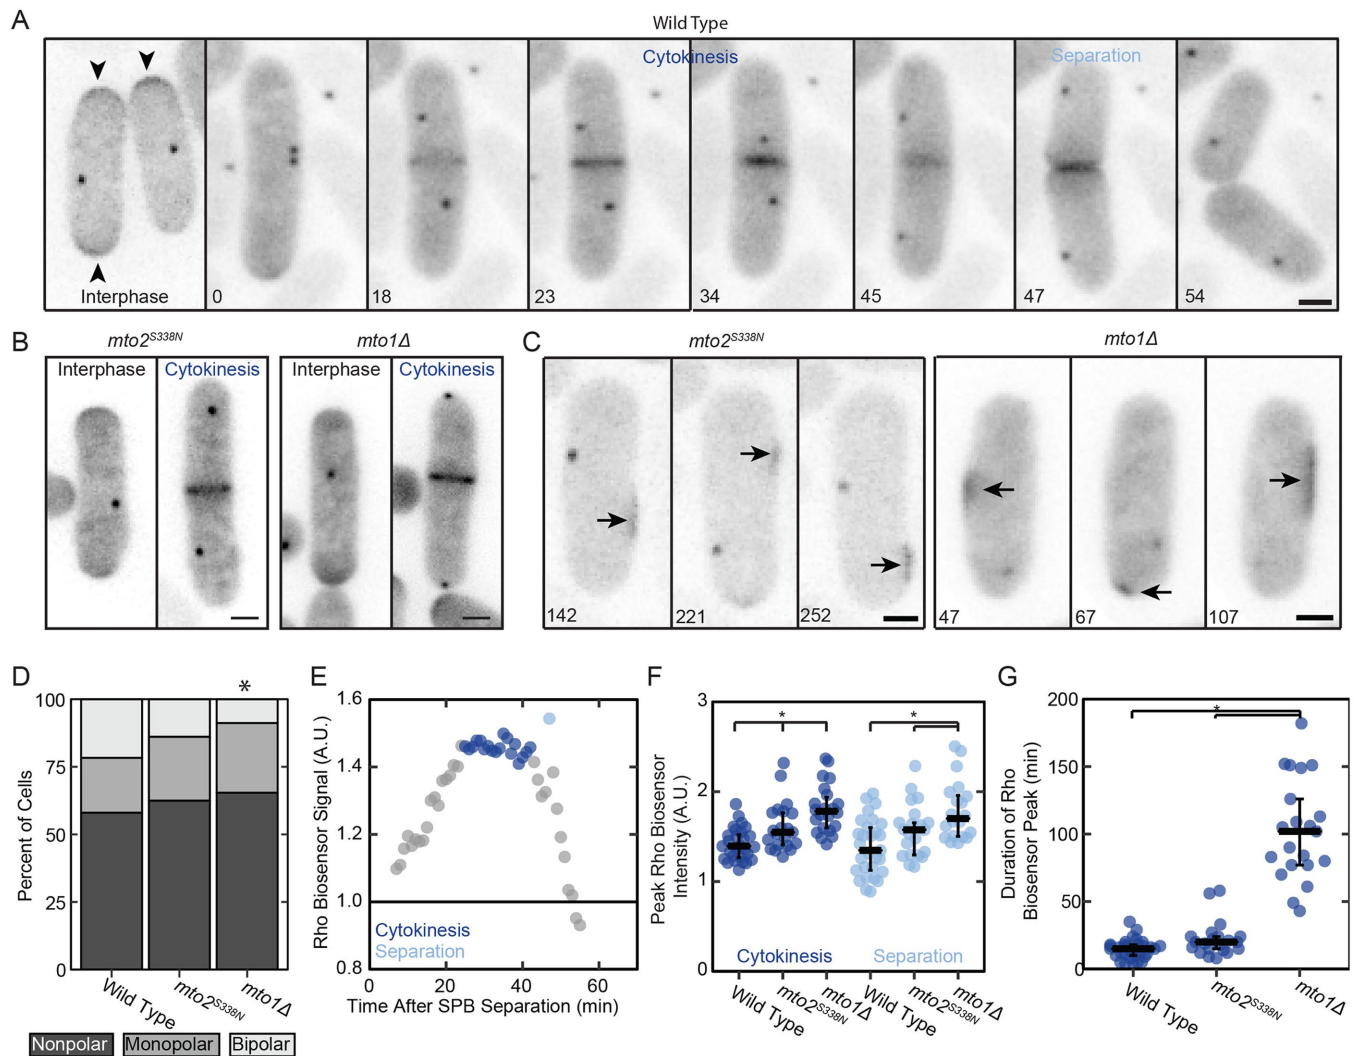 A
Wild Type
Cytokinesis
Separation
Interphase
0
18
23
34
45
47
54
B
mto2S338N
mto1Δ
Interphase
Cytokinesis
Interphase
Cytokinesis
C
mto2S338N
mto1Δ
142
221
252
47
67
107
D
*
Percent of Cells
100
75
50
25
0
Wild Type
mto2S338N
mto1Δ
Nonpolar
Monopolar
Bipolar
E
Rho Biosensor Signal (A.U.)
1.6
1.4
1.2
1.0
0.8
Cytokinesis
Separation
0
20
40
60
Time After SPB Separation (min)
F
Peak Rho Biosensor
Intensity (A.U.)
3
2
1
0
*
*
Cytokinesis
Separation
Wild Type
mto2S338N
mto1Δ
Wild Type
mto2S338N
mto1Δ
G
Duration of Rho
Biosensor Peak (min)
200
150
100
50
0
*
Wild Type
mto2S338N
mto1Δ